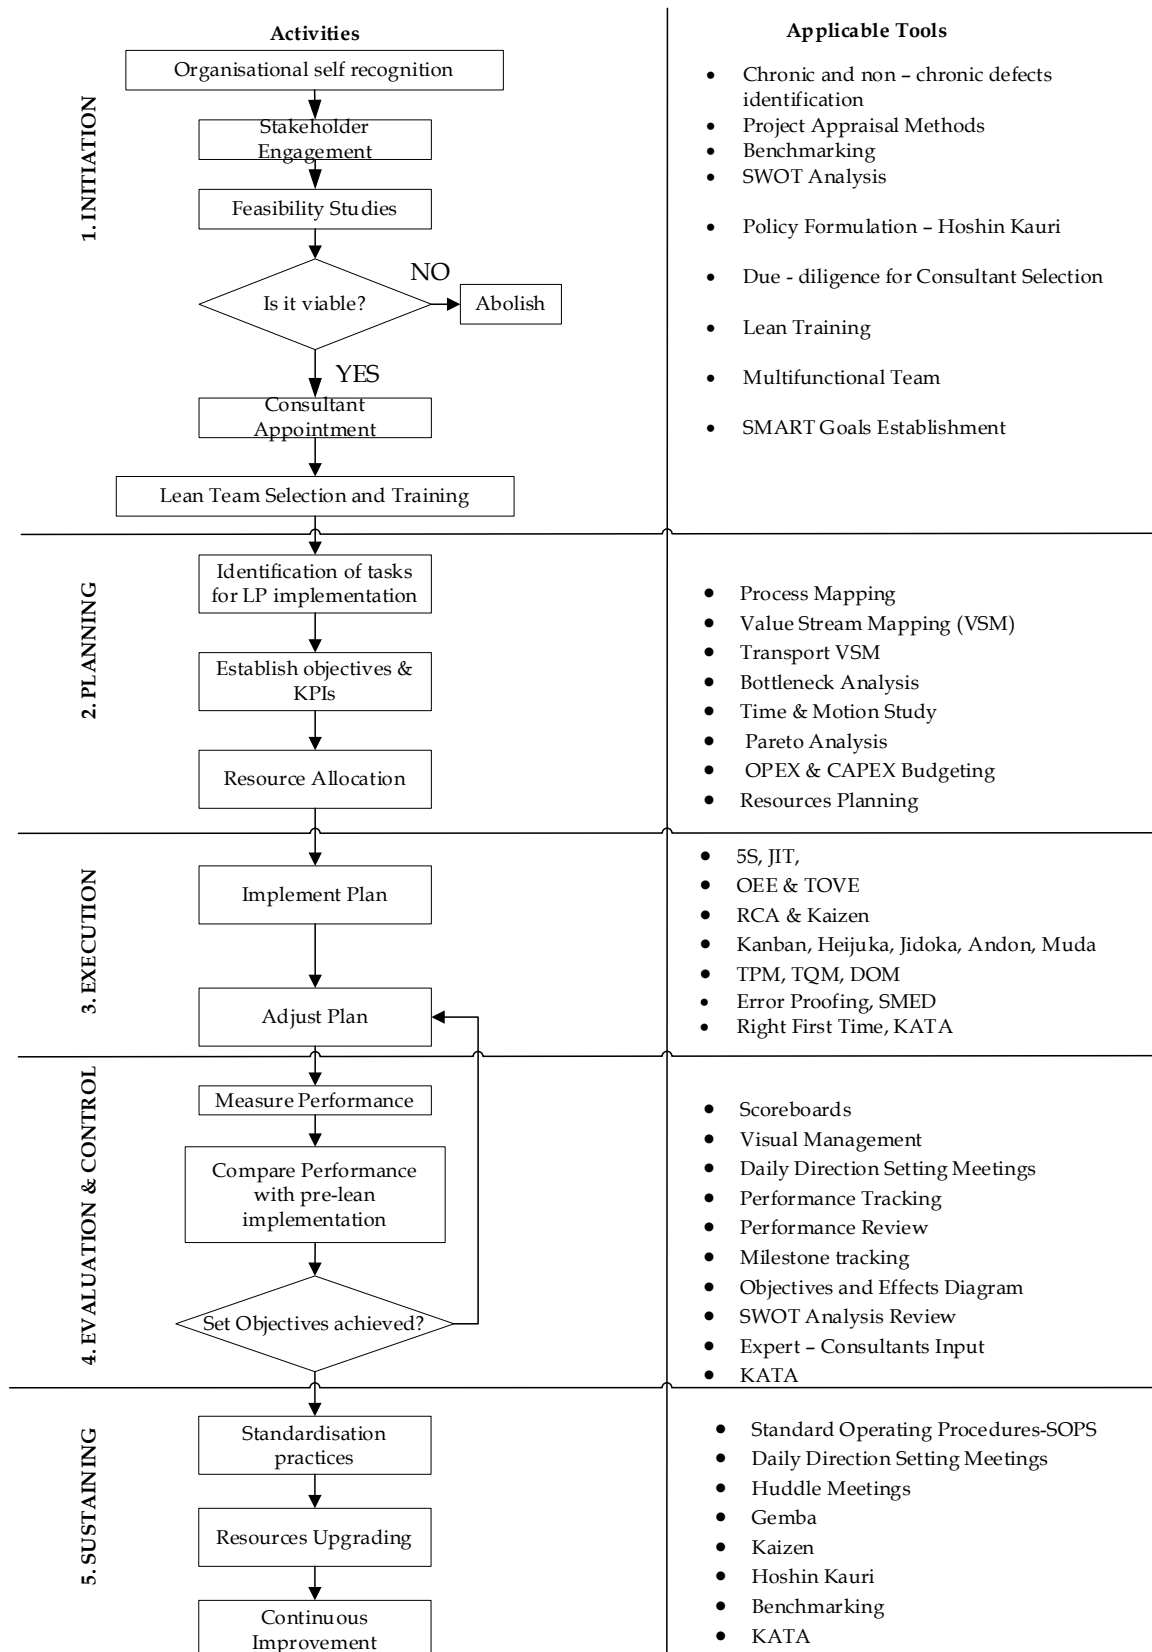 Activities
Organisational self recognition
Stakeholder
Engagement
Feasibility Studies
Is it viable?
NO
Abolish
YES
Consultant
Appointment
Lean Team Selection and Training
1. INITIATION
Applicable Tools
• Chronic and non – chronic defects
identification
• Project Appraisal Methods
• Benchmarking
• SWOT Analysis
• Policy Formulation – Hoshin Kauri
• Due - diligence for Consultant Selection
• Lean Training
• Multifunctional Team
• SMART Goals Establishment
2. PLANNING
Identification of tasks
for LP implementation
Establish objectives &
KPIs
Resource Allocation
• Process Mapping
• Value Stream Mapping (VSM)
• Transport VSM
• Bottleneck Analysis
• Time & Motion Study
• Pareto Analysis
• OPEX & CAPEX Budgeting
• Resources Planning
3. EXECUTION
Implement Plan
Adjust Plan
• 5S, JIT,
• OEE & TOVE
• RCA & Kaizen
• Kanban, Heijuka, Jidoka, Andon, Muda
• TPM, TQM, DOM
• Error Proofing, SMED
• Right First Time, KATA
4. EVALUATION & CONTROL
Measure Performance
Compare Performance
with pre-lean
implementation
Set Objectives achieved?
• Scoreboards
• Visual Management
• Daily Direction Setting Meetings
• Performance Tracking
• Performance Review
• Milestone tracking
• Objectives and Effects Diagram
• SWOT Analysis Review
• Expert – Consultants Input
• KATA
5. SUSTAINING
Standardisation
practices
Resources Upgrading
Continuous
Improvement
• Standard Operating Procedures-SOPS
• Daily Direction Setting Meetings
• Huddle Meetings
• Gemba
• Kaizen
• Hoshin Kauri
• Benchmarking
• KATA